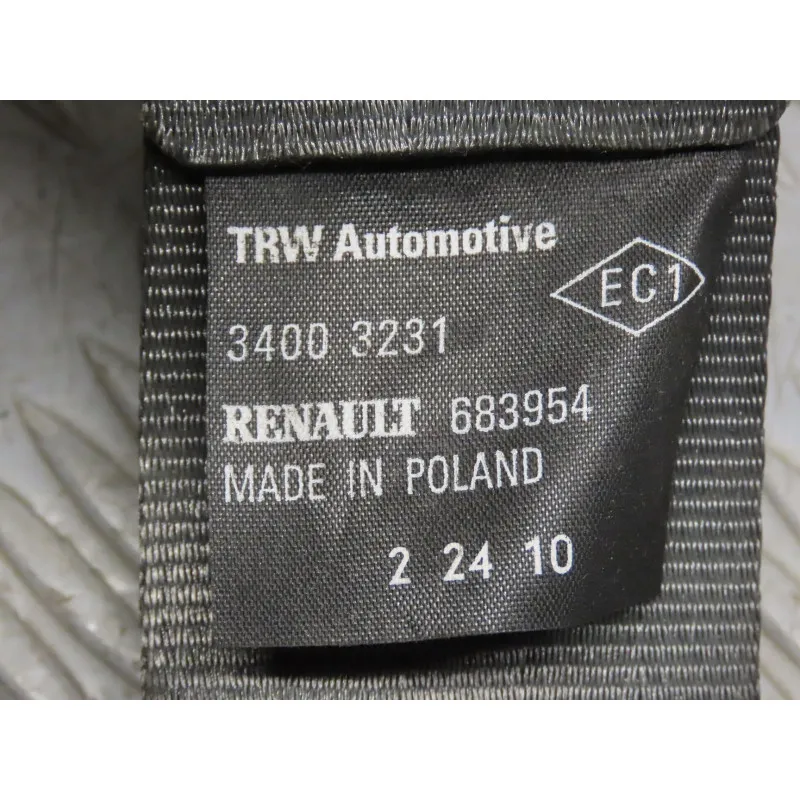 TRW Automotive
EC1
3400 3231
RENAULT 683954
MADE IN POLAND
2 24 10